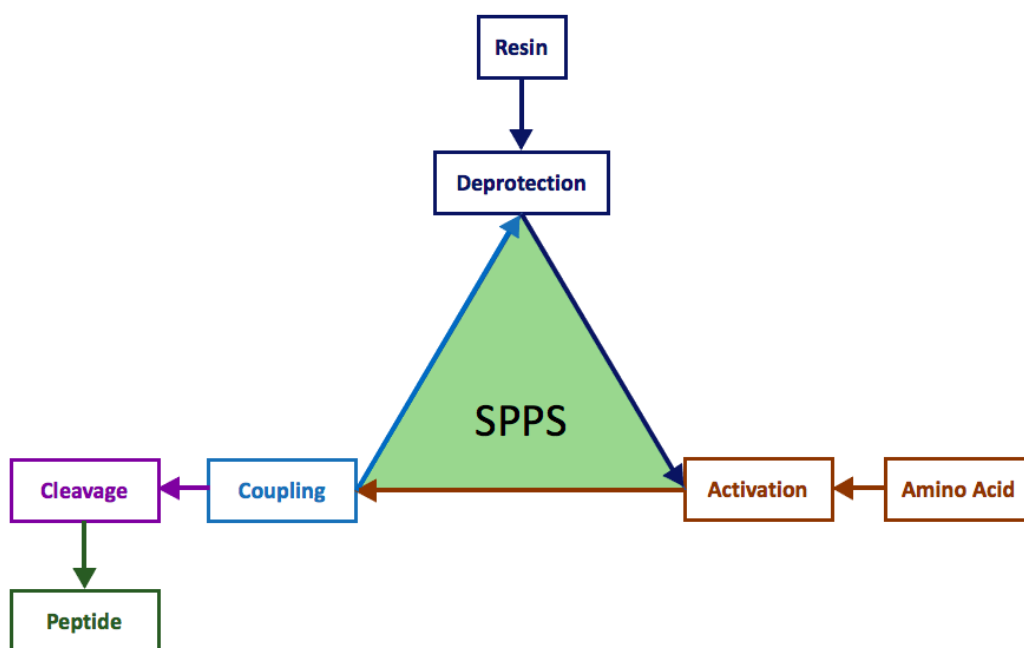 Resin
Deprotection
SPPS
Cleavage
Coupling
Activation
Amino Acid
Peptide